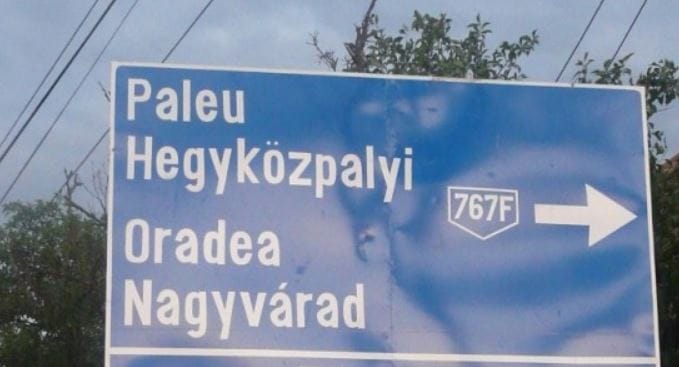 Paleu
Hegyközpalyi
767F
Oradea
Nagyvárad